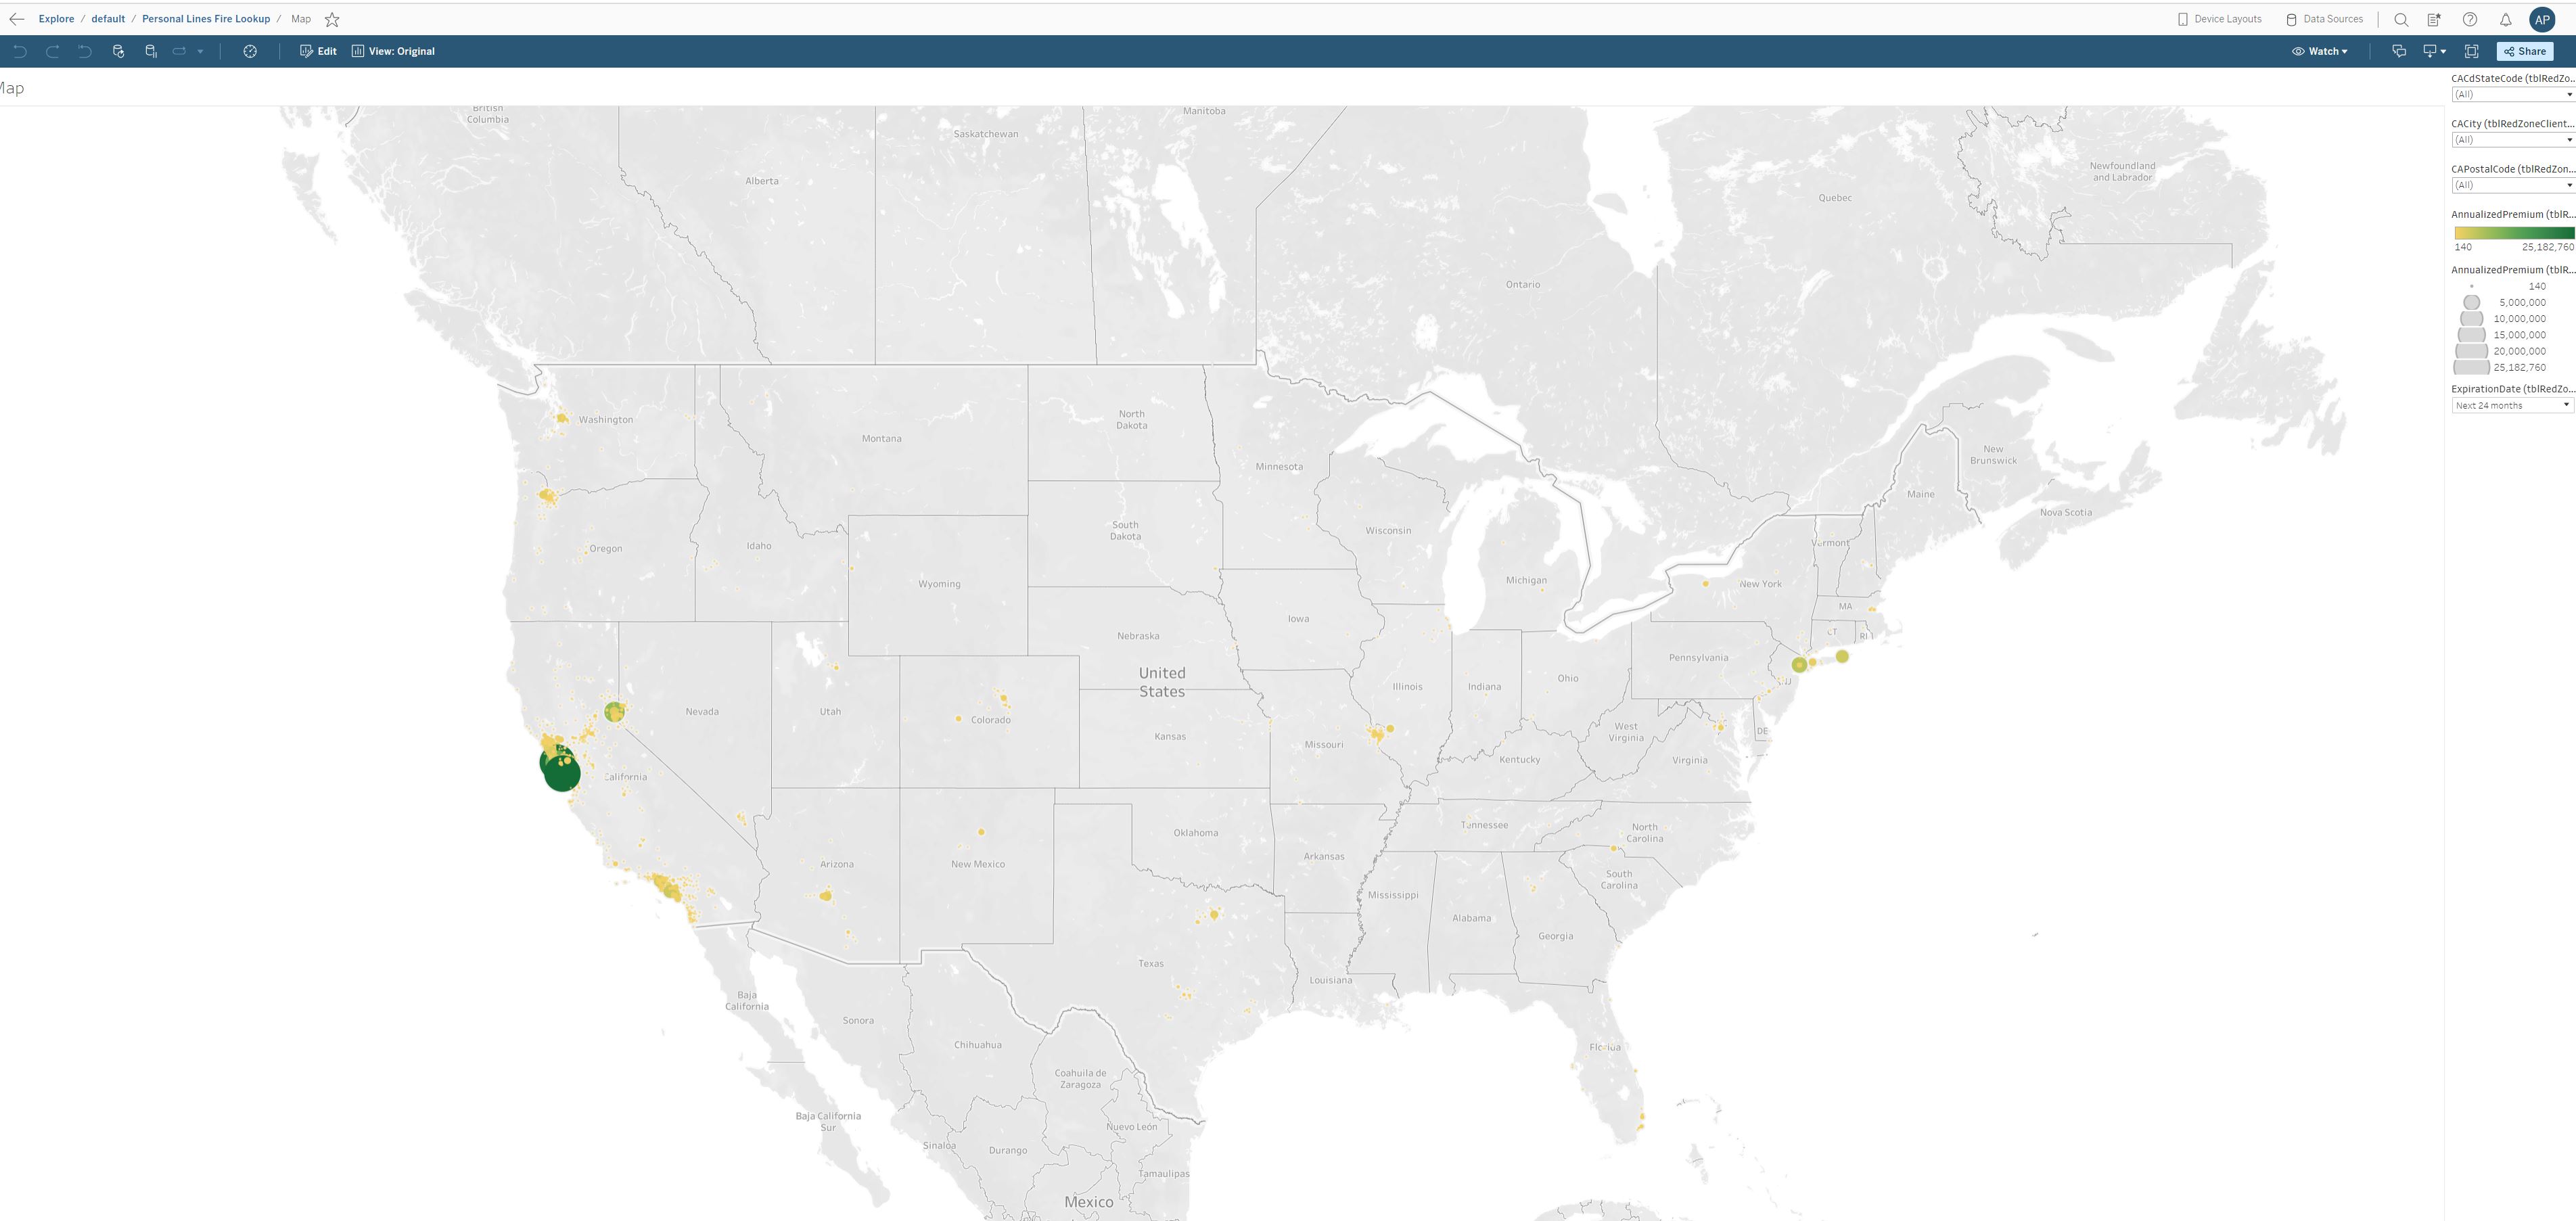 Explore / default / Personal Lines Fire Lookup / Map
Device Layouts
Data Sources
AP
Edit
View: Original
Watch
Share
Map
CACdStateCode (tblRedZo...
(All)
CACity (tblRedZoneClient...
(All)
CAPostalCode (tblRedZon...
(All)
AnnualizedPremium (tblR...
140
25,182,760
AnnualizedPremium (tblR...
140
5,000,000
10,000,000
15,000,000
20,000,000
25,182,760
ExpirationDate (tblRedZo...
Next 24 months
British
Columbia
Manitoba
Saskatchewan
Alberta
Newfoundland
and Labrador
Quebec
Ontario
Washington
North
Dakota
Montana
Minnesota
New
Brunswick
Maine
Nova Scotia
Oregon
Idaho
South
Dakota
Wisconsin
Vermont
Wyoming
Michigan
New York
MA
Iowa
CT
RI
Nebraska
Pennsylvania
United
States
Illinois
Indiana
Ohio
NJ
Nevada
Utah
Colorado
Kansas
Missouri
West
Virginia
DE
Kentucky
Virginia
California
Oklahoma
Tennessee
North
Carolina
Arizona
New Mexico
Arkansas
South
Carolina
Mississippi
Alabama
Georgia
Texas
Louisiana
Baja
California
Sonora
Chihuahua
Florida
Coahuila de
Zaragoza
Baja California
Sur
Nuevo León
Sinaloa
Durango
Tamaulipas
Mexico